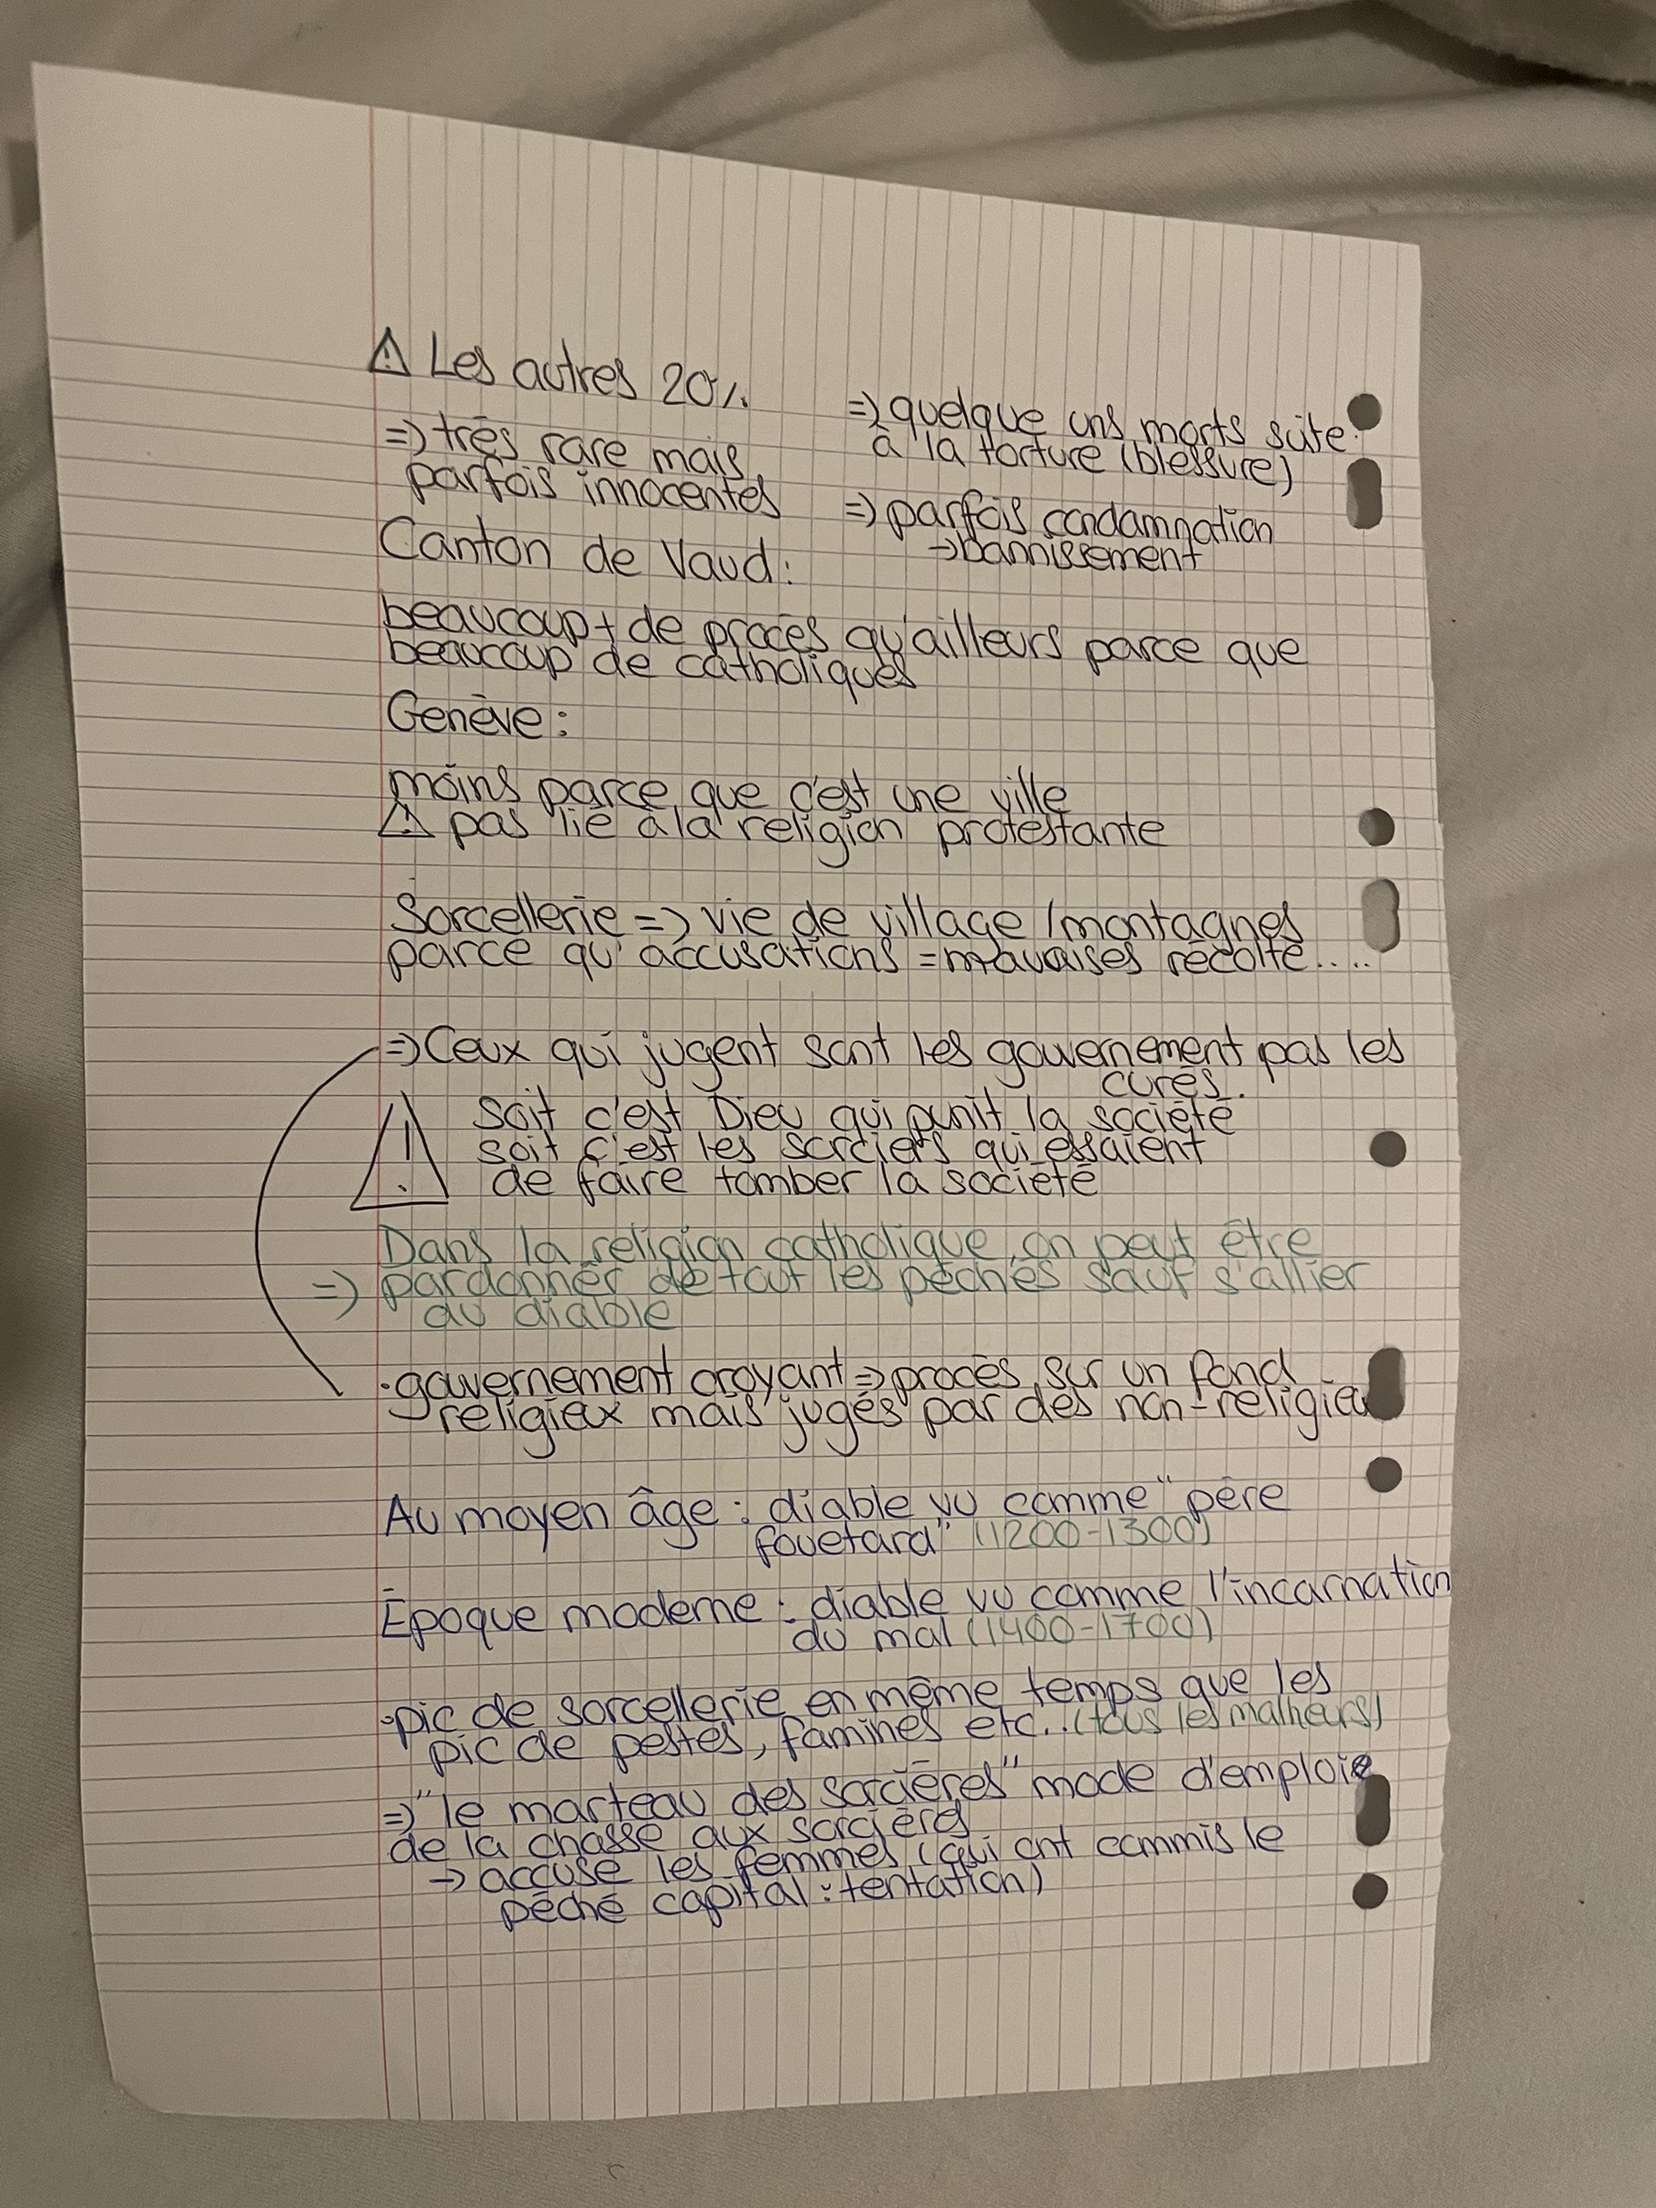 ⚠ Les autres 20%
=> très rare mais
parfois innocentés
=> quelque uns morts suite
à la torture (blessure)
=> parfois condamnation
→ bannissement
Canton de Vaud :
beaucoup + de procès qu'ailleurs parce que
beaucoup de catholiques
Genève :
moins parce que c'est une ville
⚠ pas lié à la religion protestante
Sorcellerie => vie de village / montagnes
parce qu'accusations = mauvaises récolte....
=> Ceux qui jugent sont les gouvernement pas les
curés.
⚠ soit c'est Dieu qui punit la société
soit c'est les sorciers qui essaient
de faire tomber la société
Dans la religion catholique, on peut être
=> pardonner de tout les péchés sauf s'allier
au diable
• gouvernement croyant => procès sur un fond
religieux mais jugés par des non-religieux
Au moyen âge : diable vu comme "père
fouetard" (1200-1300)
Époque moderne : diable vu comme l'incarnation
du mal (1400-1700)
• pic de sorcellerie en même temps que les
pic de pestes, famines etc... (tous les malheurs)
=> "le marteau des sorcières" mode d'emploie
de la chasse aux sorcièrs
→ accuse les femmes (qui ont commis le
péché capital : tentation)